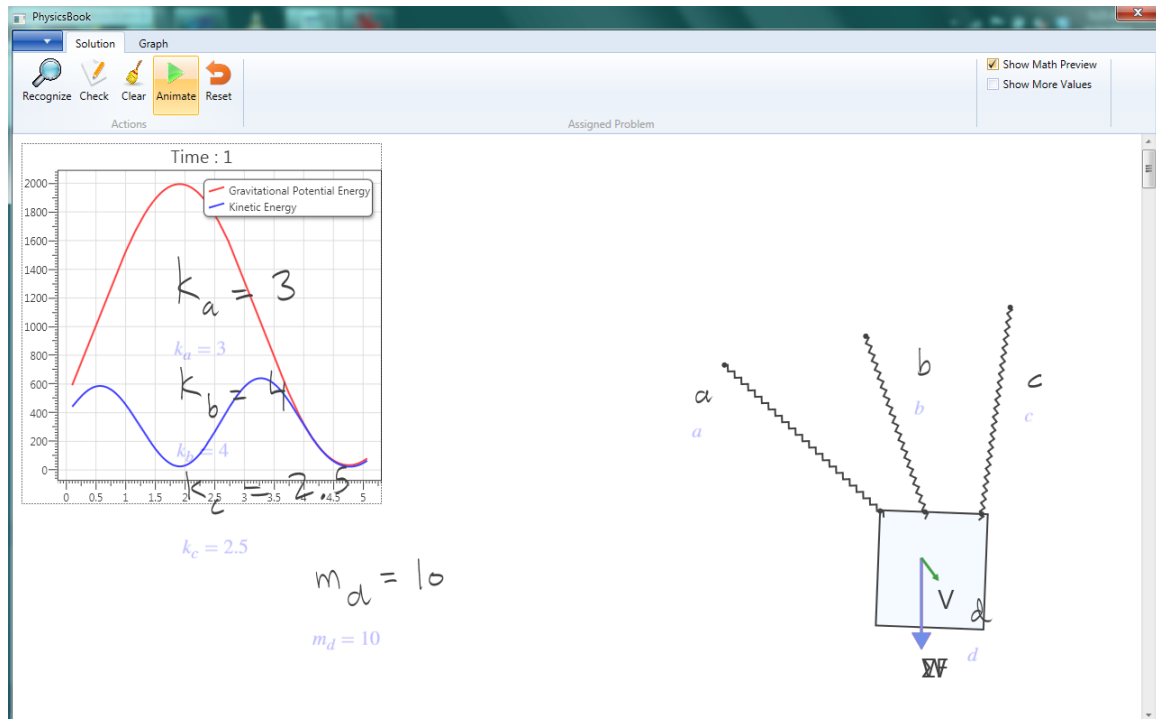 PhysicsBook
Solution Graph
Recognize Check Clear Animate Reset
Actions
Show Math Preview
Show More Values
Assigned Problem
Time : 1
Gravitational Potential Energy
Kinetic Energy
2000
1800
1600
1400
1200
1000
800
600
400
200
0
0 0.5 1 1.5 2 2.5 3 3.5 4 4.5 5
k_a = 3
k_a = 3
k_b = 4
k_b = 4
k_c = 2.5
k_c = 2.5
m_d = 10
m_d = 10
a
a
b
b
c
c
V
d
d